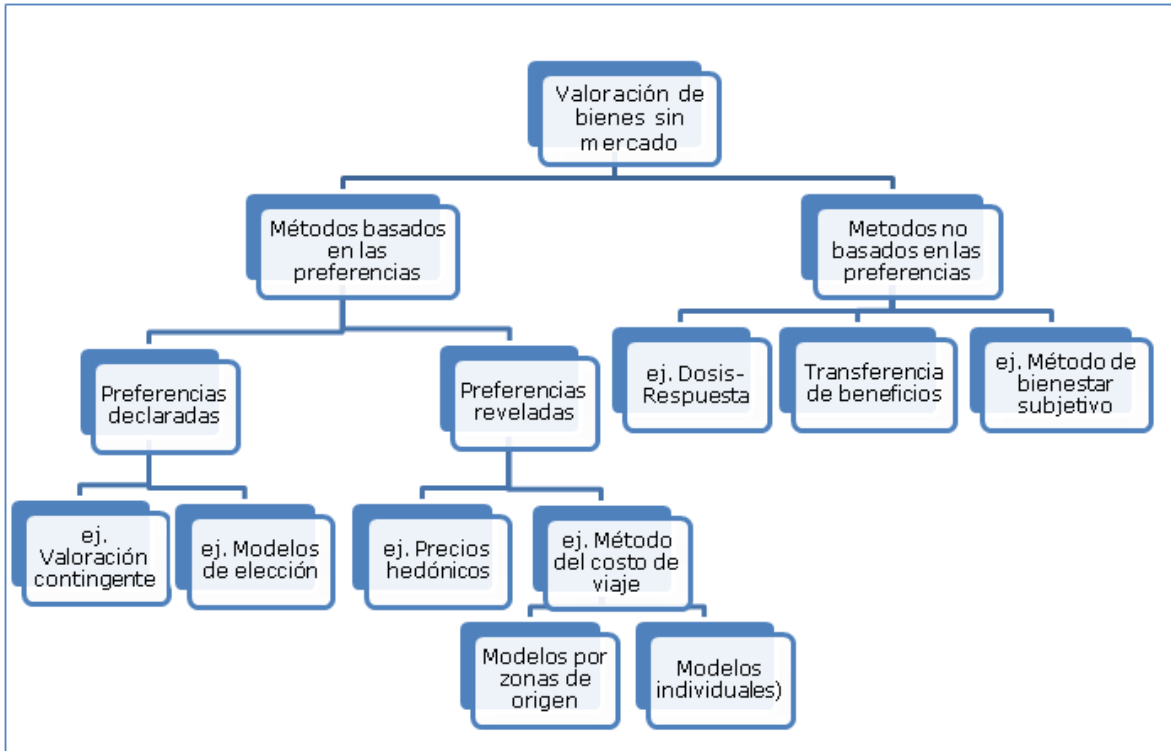 Valoración de
bienes sin
mercado
Métodos basados
en las
preferencias
Metodos no
basados en las
preferencias
Preferencias
declaradas
Preferencias
reveladas
ej. Dosis-
Respuesta
Transferencia
de beneficios
ej. Método de
bienestar
subjetivo
ej.
Valoración
contingente
ej. Modelos
de elección
ej. Precios
hedónicos
ej. Método
del costo de
viaje
Modelos por
zonas de
origen
Modelos
individuales)